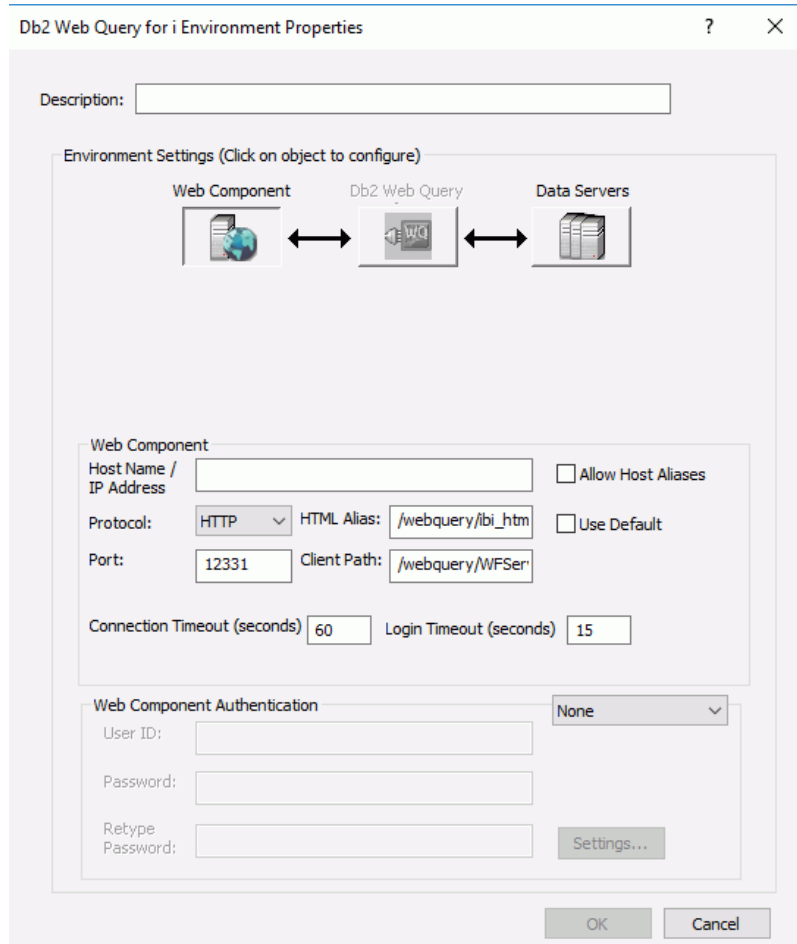 Db2 Web Query for i Environment Properties ?
Description:
Environment Settings (Click on object to configure)
Web Component Db2 Web Query Data Servers
WQ
Web Component
Host Name /
IP Address
Allow Host Aliases
Protocol: HTTP HTML Alias: /webquery/ibi_htm Use Default
Port: 12331 Client Path: /webquery/WFSer
Connection Timeout (seconds) 60 Login Timeout (seconds) 15
Web Component Authentication None
User ID:
Password:
Retype
Password:
Settings...
OK Cancel